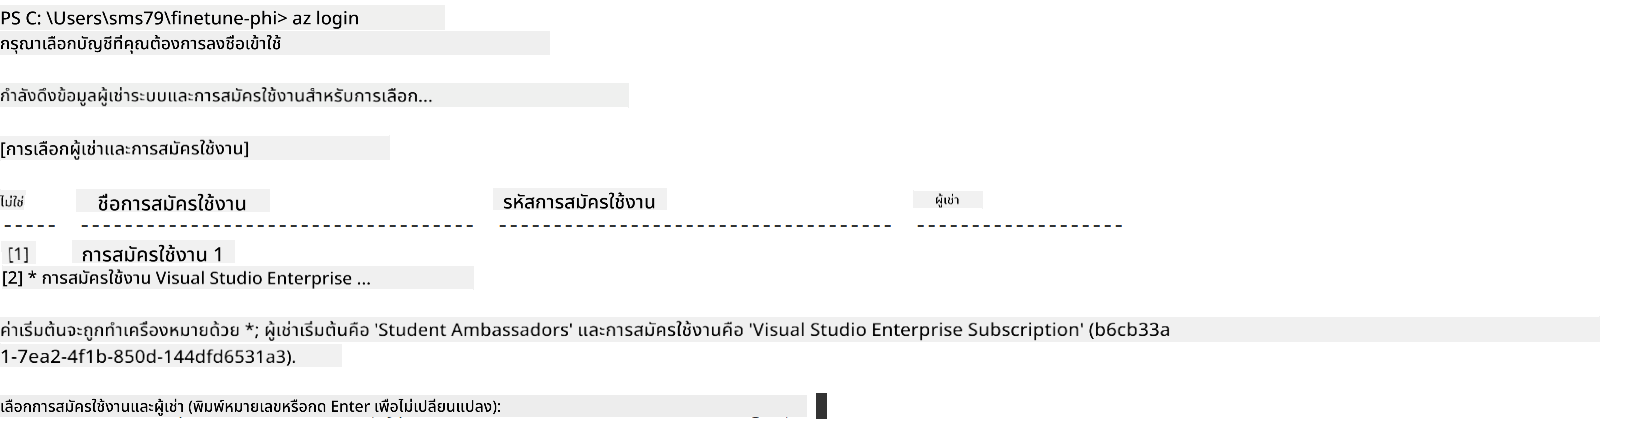 PS C: \Users\sms79\finetune-phi> az login
กรุณาเลือกบัญชีที่คุณต้องการลงชื่อเข้าใช้
กำลังดึงข้อมูลผู้เช่าระบบและการสมัครใช้งานสำหรับการเลือก...
[การเลือกผู้เช่าและการสมัครใช้งาน]
ไม่ใช่ ชื่อการสมัครใช้งาน รหัสการสมัครใช้งาน ผู้เช่า
----- ---------------------------------- ---------------------------------- ------------------
[1] การสมัครใช้งาน 1
[2] * การสมัครใช้งาน Visual Studio Enterprise ...
ค่าเริ่มต้นจะถูกทำเครื่องหมายด้วย *; ผู้เช่าเริ่มต้นคือ 'Student Ambassadors' และการสมัครใช้งานคือ 'Visual Studio Enterprise Subscription' (b6cb33a
1-7ea2-4f1b-850d-144dfd6531a3).
เลือกการสมัครใช้งานและผู้เช่า (พิมพ์หมายเลขหรือกด Enter เพื่อไม่เปลี่ยนแปลง):